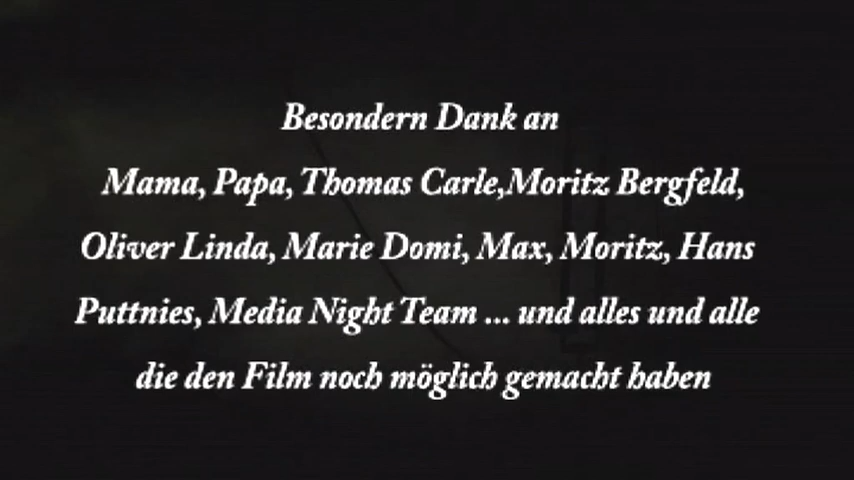 Besondern Dank an
Mama, Papa, Thomas Carle,Moritz Bergfeld,
Oliver Linda, Marie Domi, Max, Moritz, Hans
Puttnies, Media Night Team ... und alles und alle
die den Film noch möglich gemacht haben